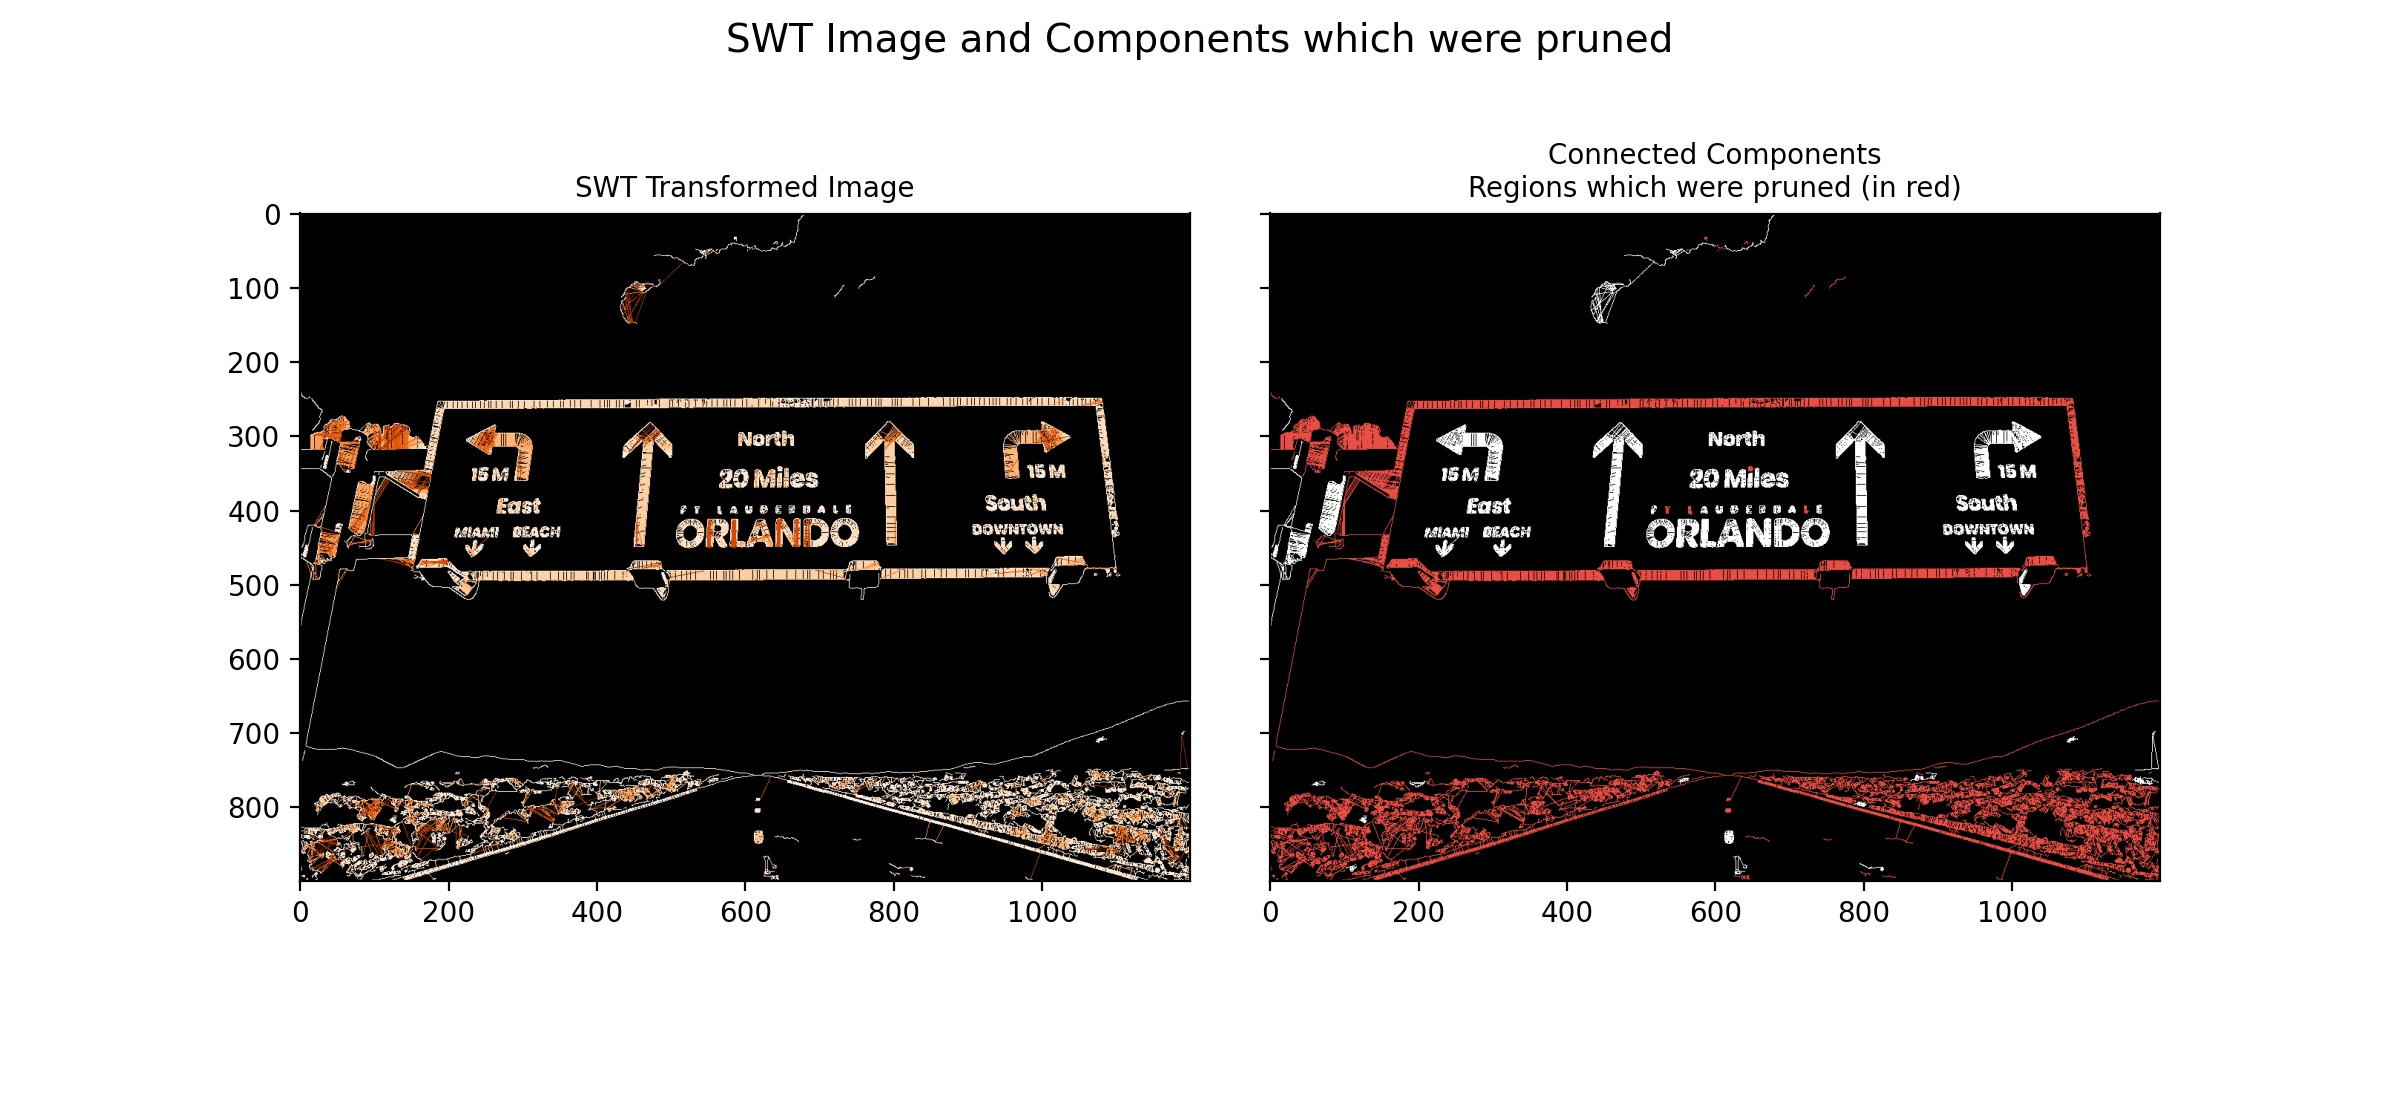 SWT Image and Components which were pruned
SWT Transformed Image
0
100
200
300
400
500
600
700
800
0 200 400 600 800 1000
North
15 M
20 Miles
15 M
East
South
FT LAUDERDALE
ORLANDO
MIAMI BEACH
DOWNTOWN
Connected Components
Regions which were pruned (in red)
North
15 M
20 Miles
15 M
East
South
FT LAUDERDALE
ORLANDO
MIAMI BEACH
DOWNTOWN
0 200 400 600 800 1000